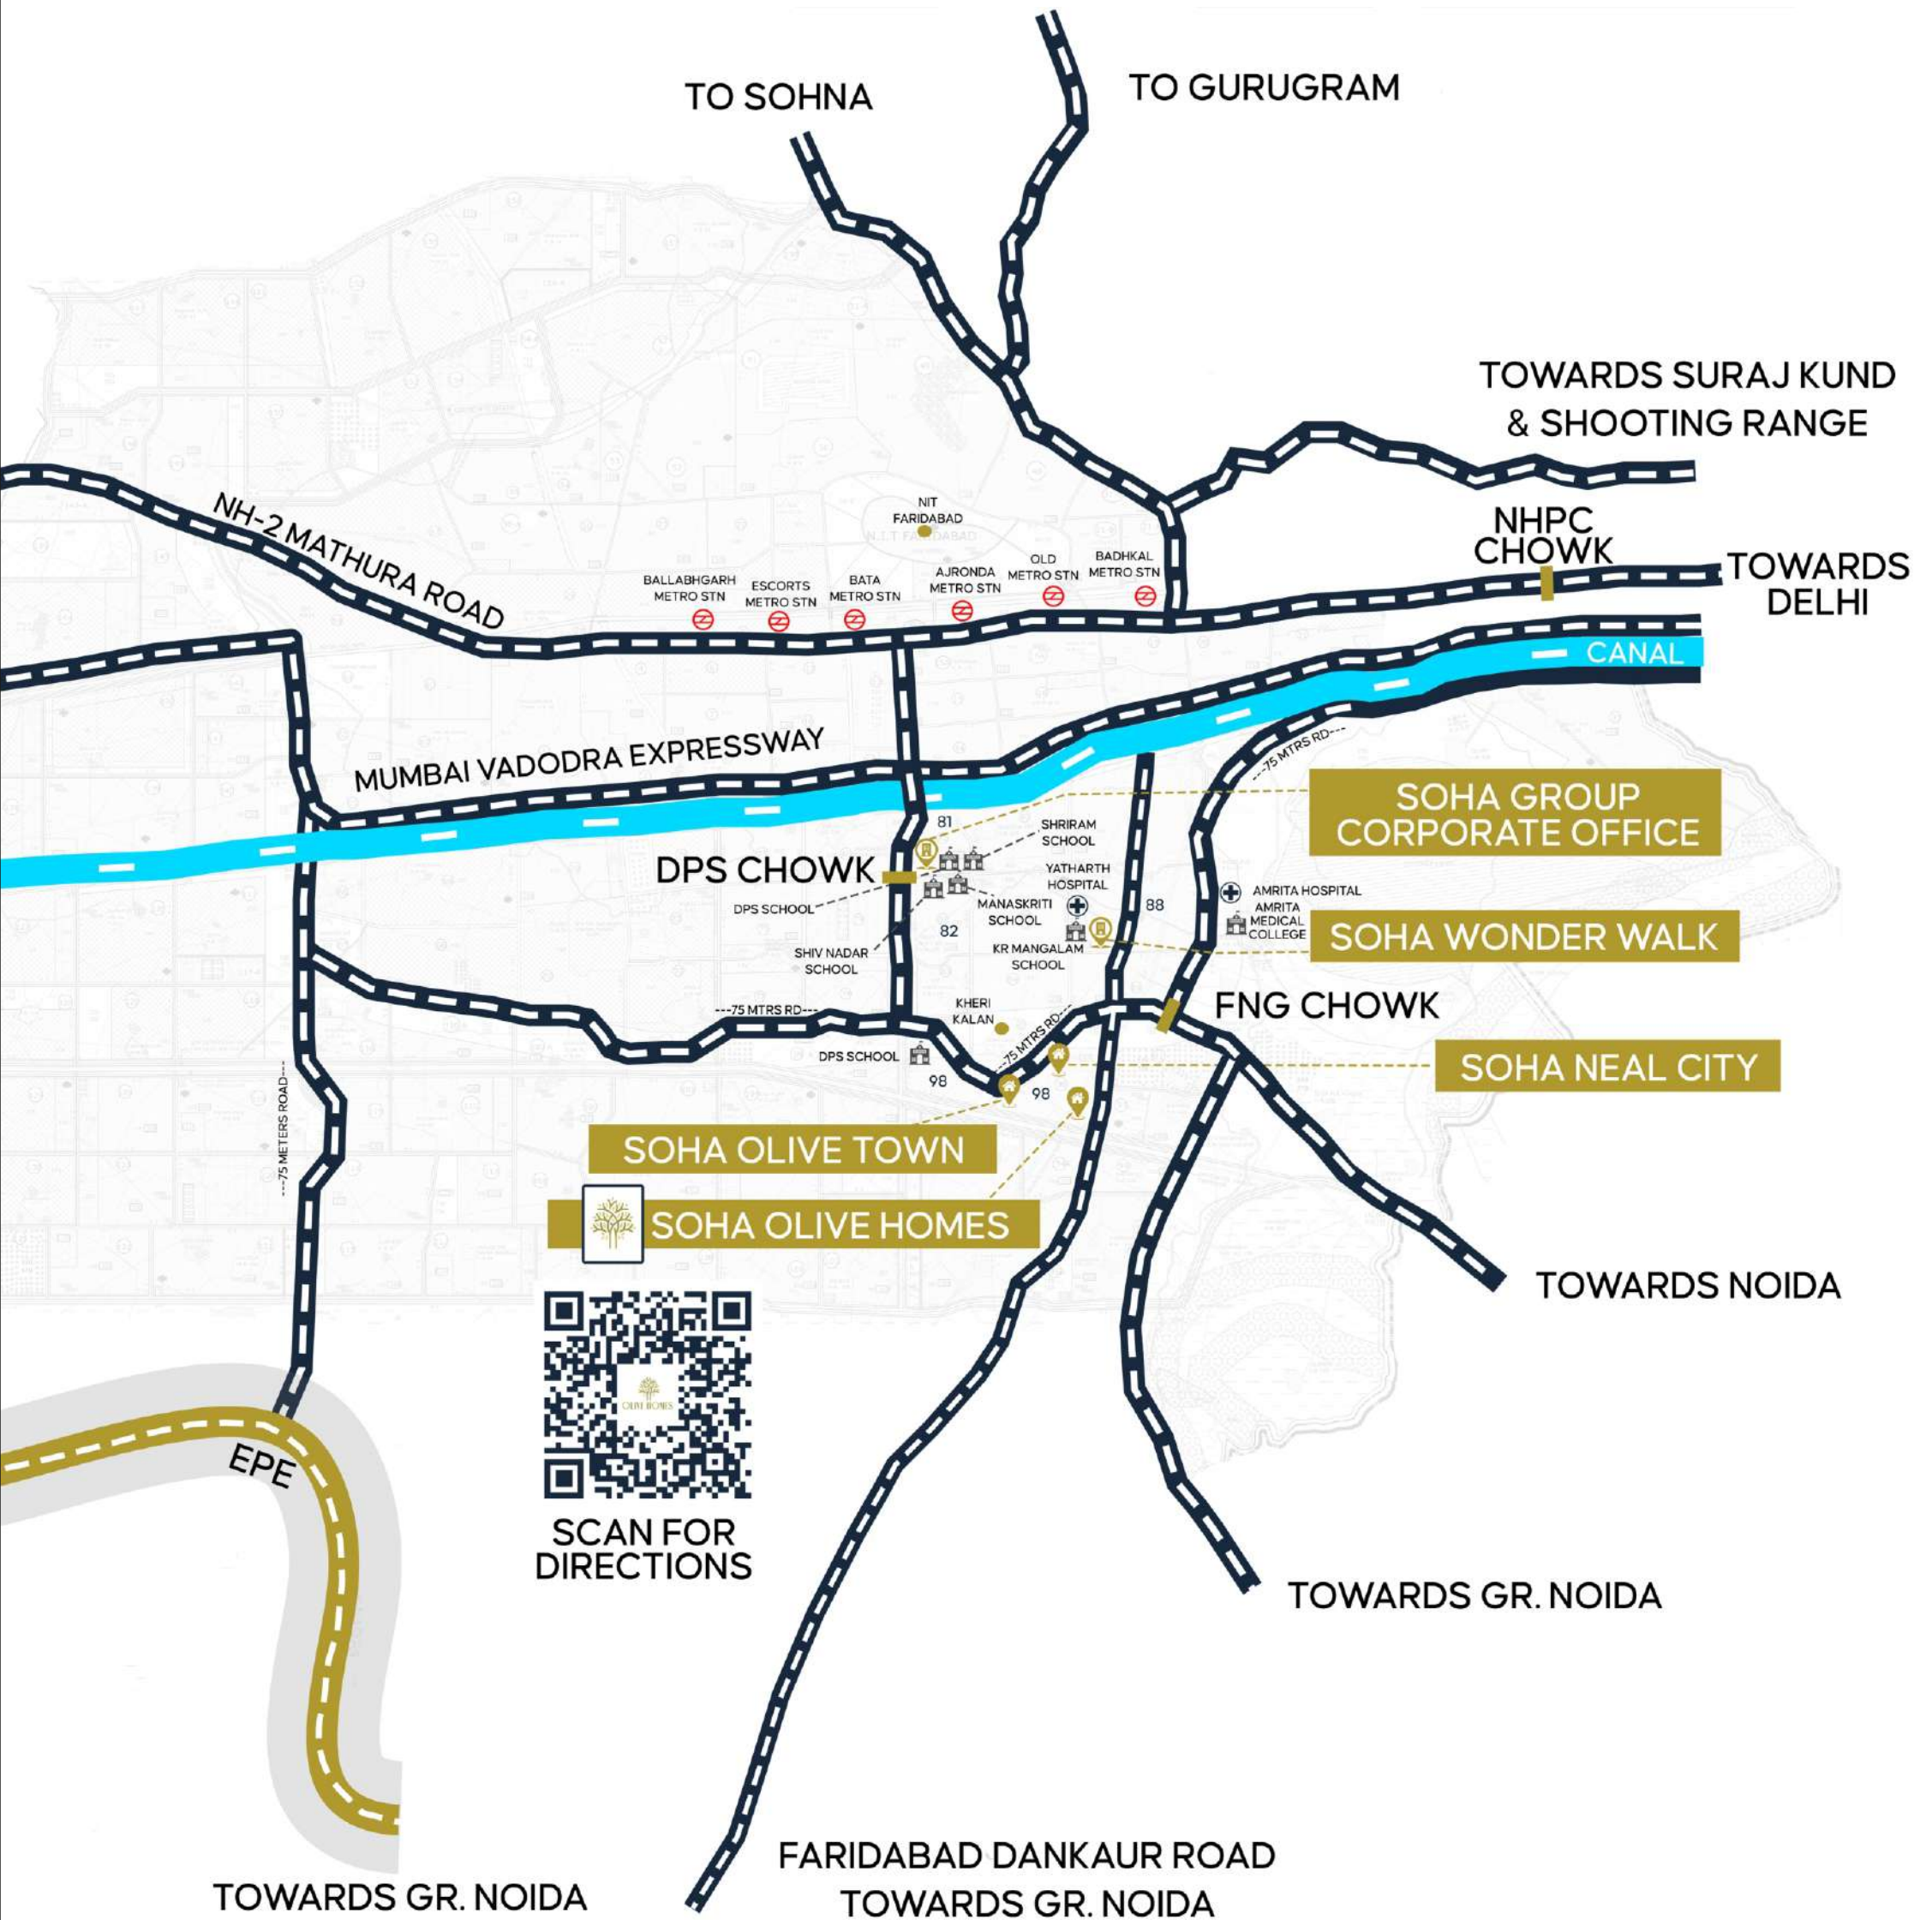 TO SOHNA
TO GURUGRAM
TOWARDS SURAJ KUND
& SHOOTING RANGE
NH-2 MATHURA ROAD
NIT
FARIDABAD
NHPC
CHOWK
TOWARDS
DELHI
BALLABHGARH
METRO STN
ESCORTS
METRO STN
BATA
METRO STN
AJRONDA
METRO STN
OLD
METRO STN
BADHKAL
METRO STN
CANAL
MUMBAI VADODRA EXPRESSWAY
---75 MTRS RD---
SOHA GROUP
CORPORATE OFFICE
81
SHRIRAM
SCHOOL
DPS CHOWK
YATHARTH
HOSPITAL
DPS SCHOOL
MANASKRITI
SCHOOL
88
AMRITA HOSPITAL
AMRITA
MEDICAL
COLLEGE
82
SHIV NADAR
SCHOOL
KR MANGALAM
SCHOOL
SOHA WONDER WALK
---75 MTRS RD---
KHERI
KALAN
---75 MTRS RD---
FNG CHOWK
DPS SCHOOL
98
98
SOHA NEAL CITY
---75 METERS ROAD---
SOHA OLIVE TOWN
SOHA OLIVE HOMES
TOWARDS NOIDA
OLIVE HOMES
EPE
SCAN FOR
DIRECTIONS
TOWARDS GR. NOIDA
FARIDABAD DANKAUR ROAD
TOWARDS GR. NOIDA
TOWARDS GR. NOIDA